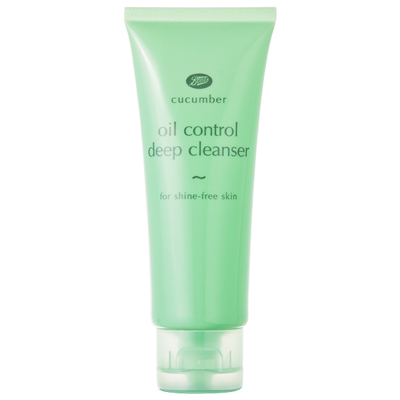 Boots
cucumber
oil control
deep cleanser
~
for shine-free skin